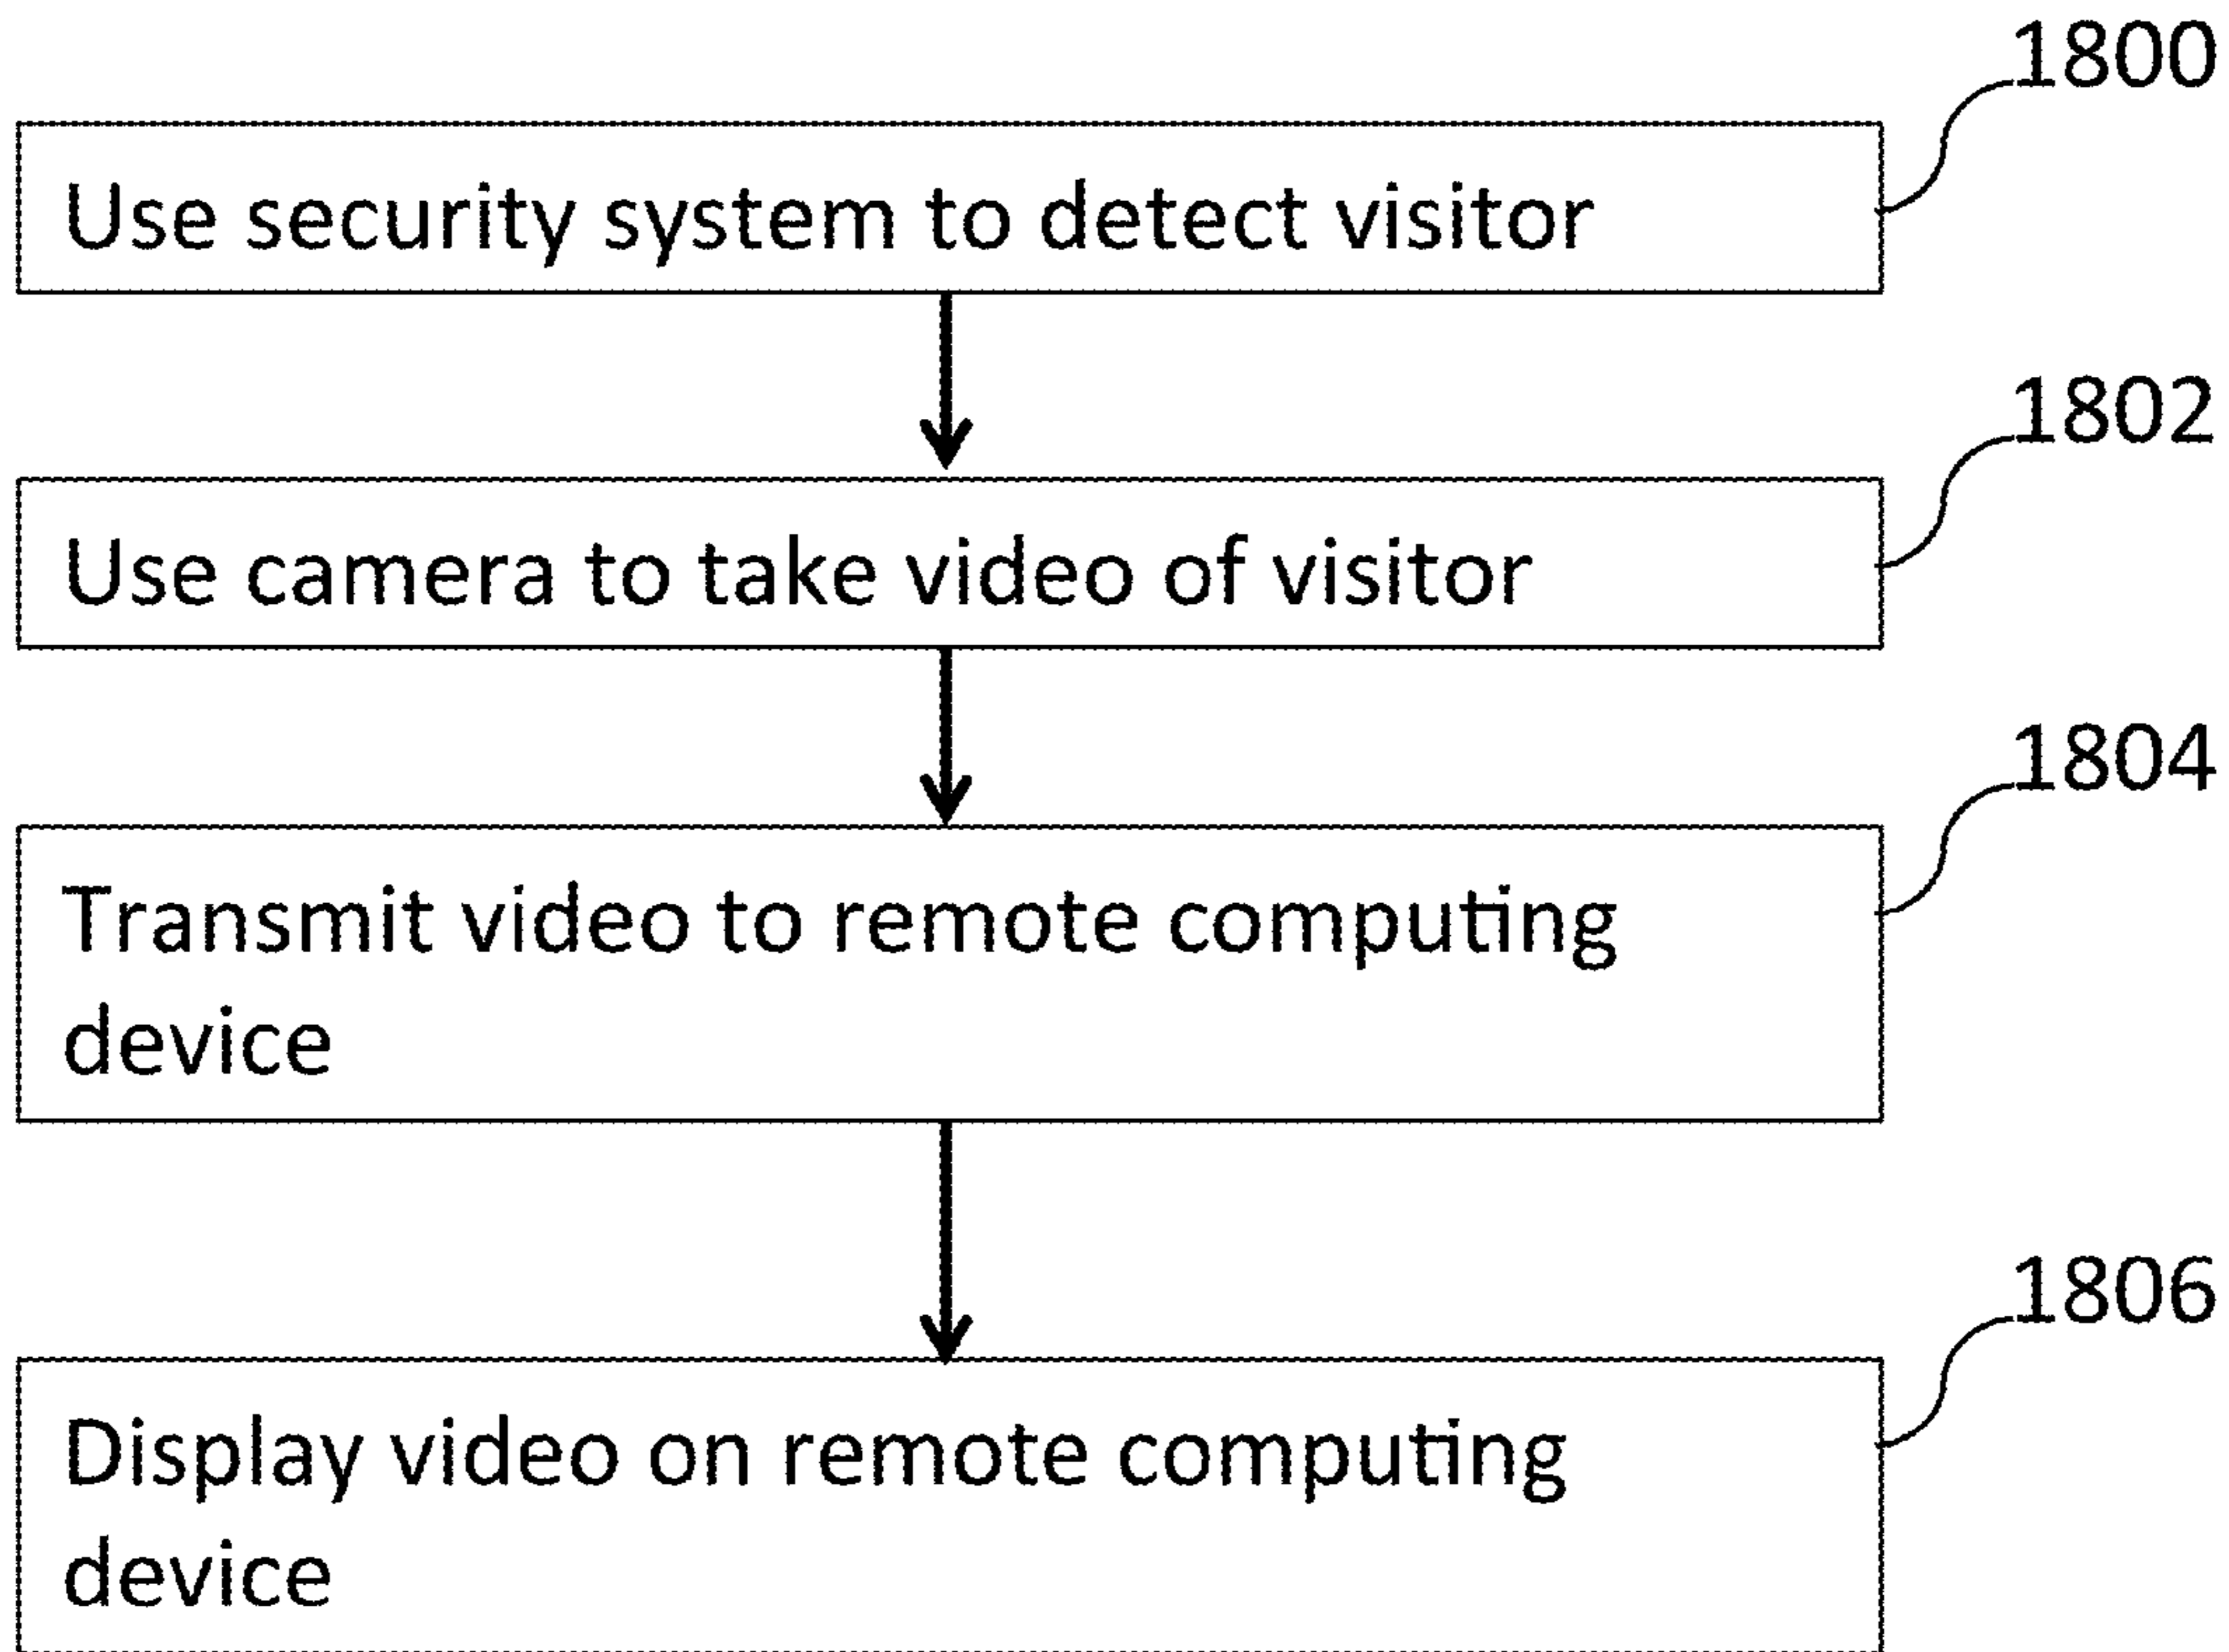 1800
Use security system to detect visitor
1802
Use camera to take video of visitor
1804
Transmit video to remote computing
device
1806
Display video on remote computing
device